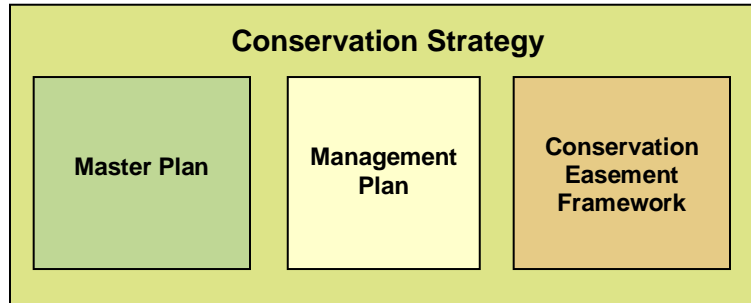 Conservation Strategy
Master Plan
Management
Plan
Conservation
Easement
Framework